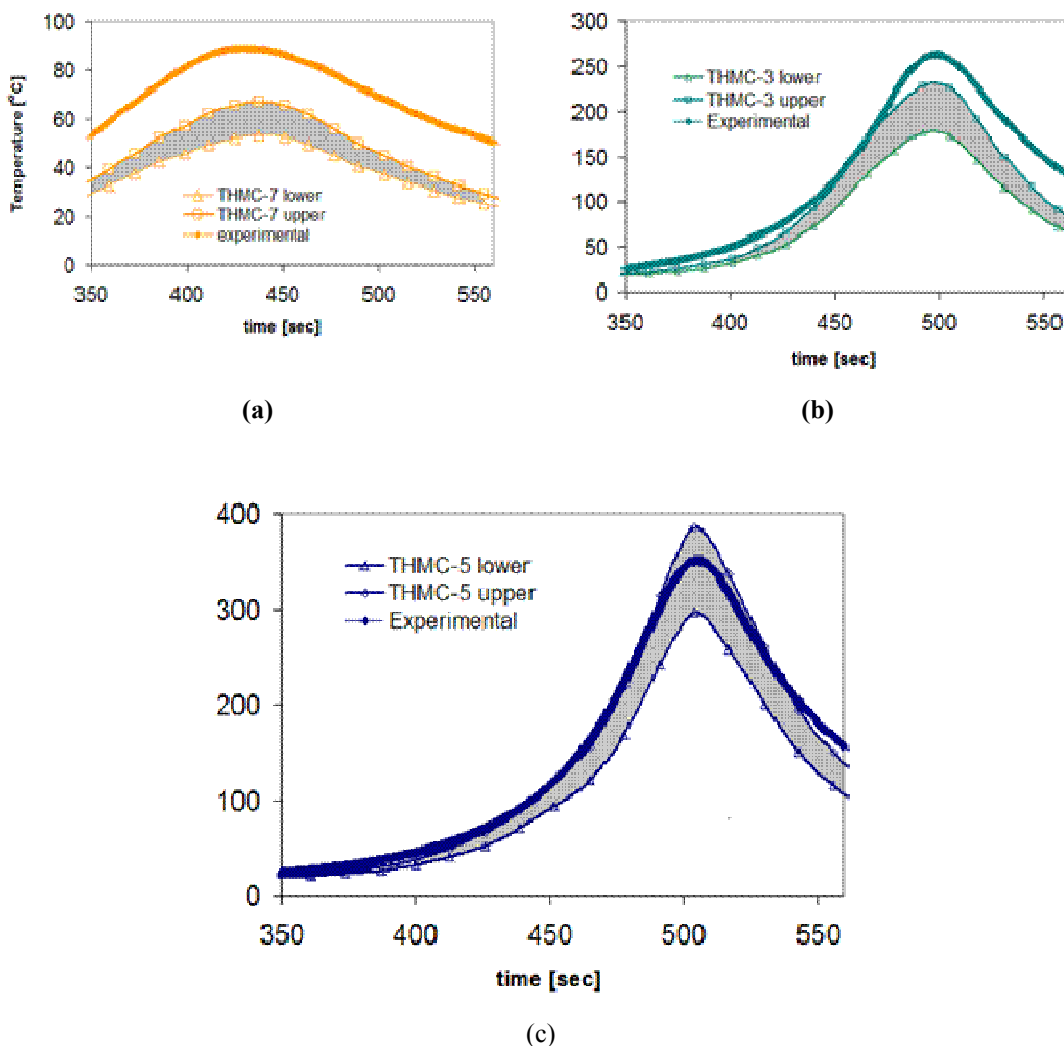 (a)
100
80
60
40
20
0
Temperature [°C]
THMC-7 lower
THMC-7 upper
experimental
350 400 450 500 550
time [sec]
(a)
(b)
300
250
200
150
100
50
0
THMC-3 lower
THMC-3 upper
Experimental
350 400 450 500 550
time [sec]
(b)
400
300
200
100
0
THMC-5 lower
THMC-5 upper
Experimental
350 400 450 500 550
time [sec]
(c)